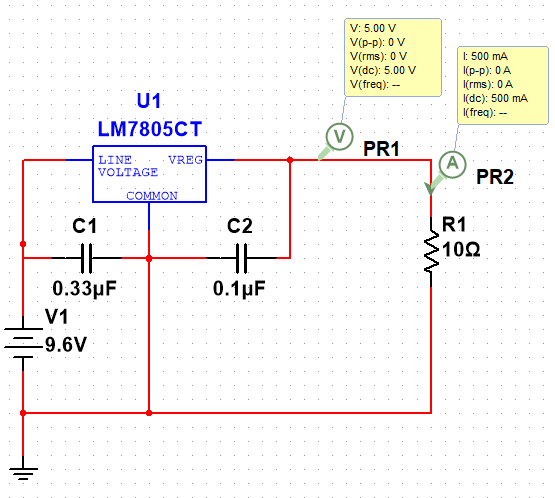 V: 5.00 V
V(p-p): 0 V
V(rms): 0 V
V(dc): 5.00 V
V(freq): --
I: 500 mA
I(p-p): 0 A
I(rms): 0 A
I(dc): 500 mA
I(freq): --
U1
LM7805CT
V
PR1
A
PR2
LINE VREG
VOLTAGE
COMMON
C1
C2
R1
10Ω
0.33µF
0.1µF
V1
9.6V